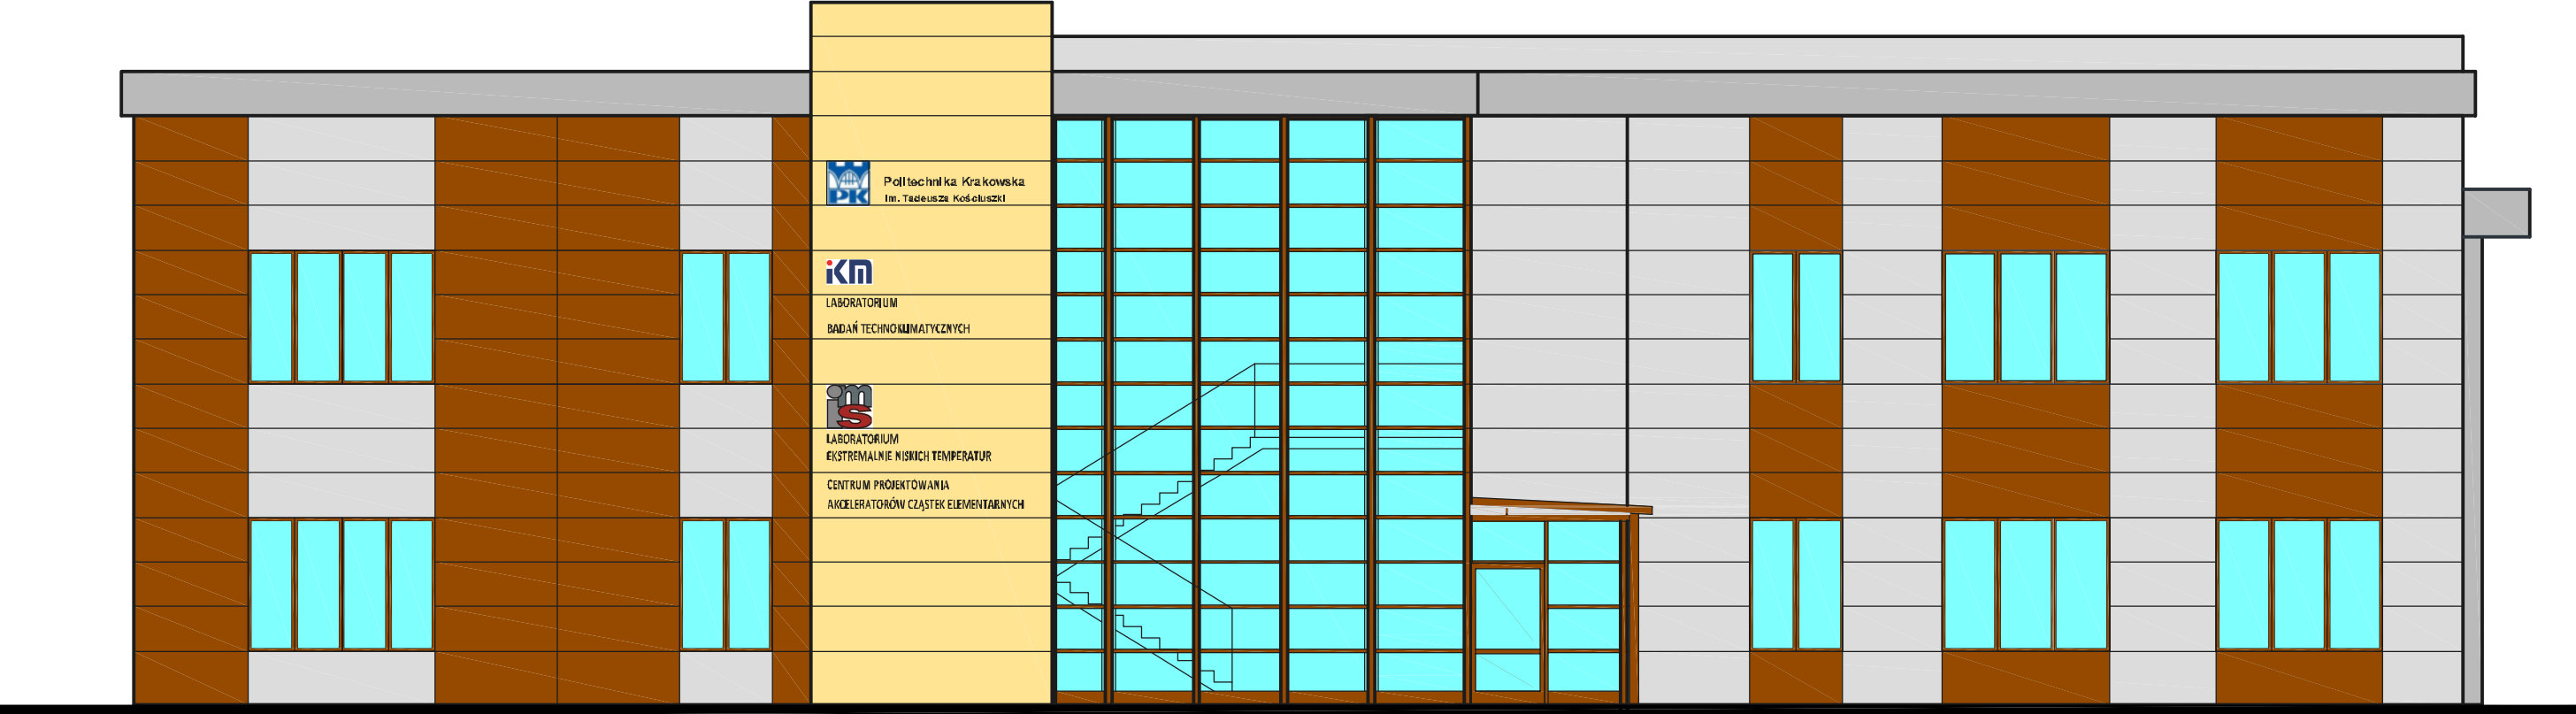 PK
Politechnika Krakowska
im. Tadeusza Kościuszki
iKM
LABORATORIUM
BADAŃ TECHNOKLIMATYCZNYCH
ims
LABORATORIUM
EKSTREMALNIE NISKICH TEMPERATUR
CENTRUM PROJEKTOWANIA
AKCELERATORÓW CZĄSTEK ELEMENTARNYCH